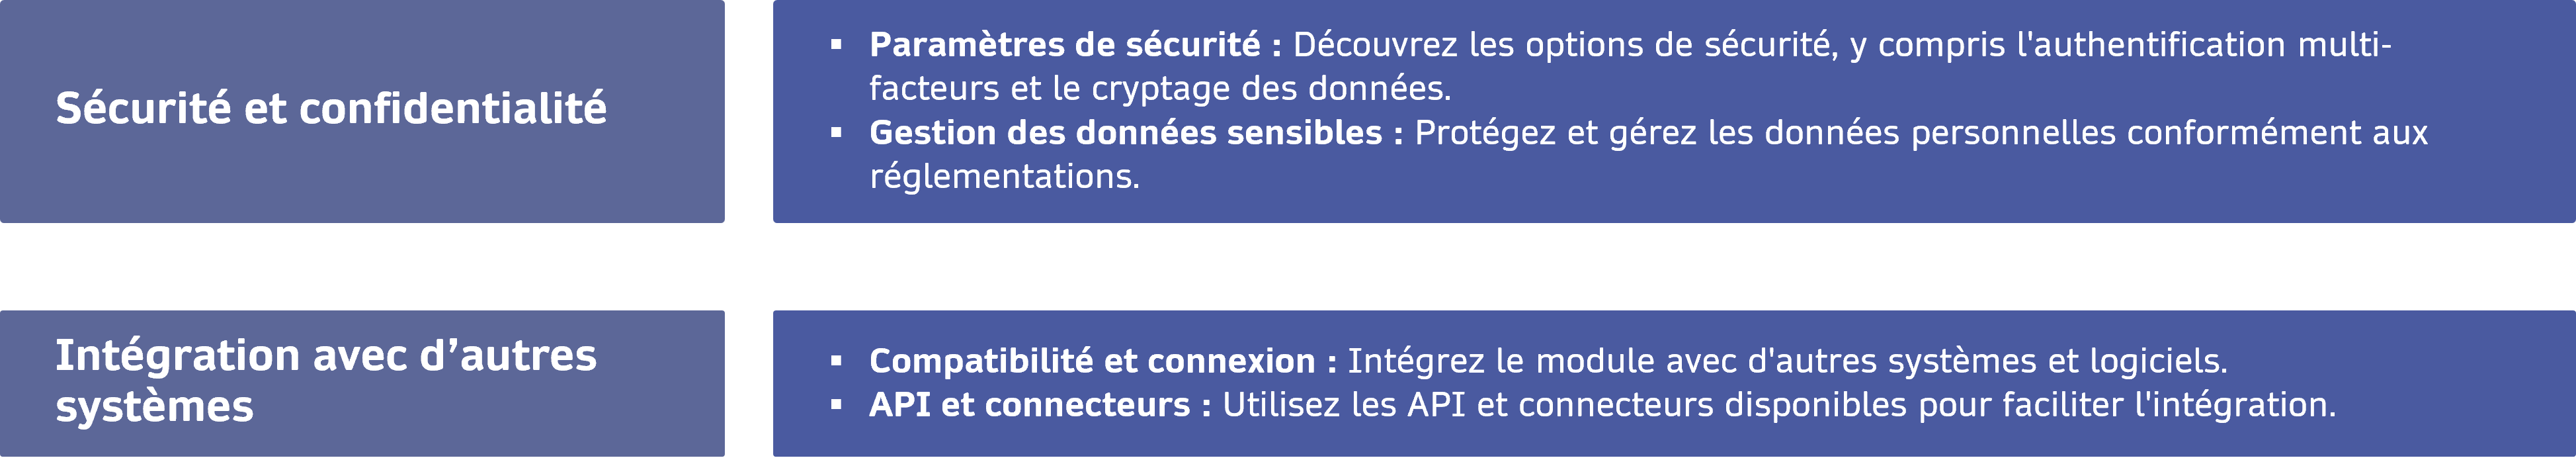 Sécurité et confidentialité
▪ Paramètres de sécurité : Découvrez les options de sécurité, y compris l'authentification multi-
facteurs et le cryptage des données.
▪ Gestion des données sensibles : Protégez et gérez les données personnelles conformément aux
réglementations.
Intégration avec d’autres
systèmes
▪ Compatibilité et connexion : Intégrez le module avec d'autres systèmes et logiciels.
▪ API et connecteurs : Utilisez les API et connecteurs disponibles pour faciliter l'intégration.